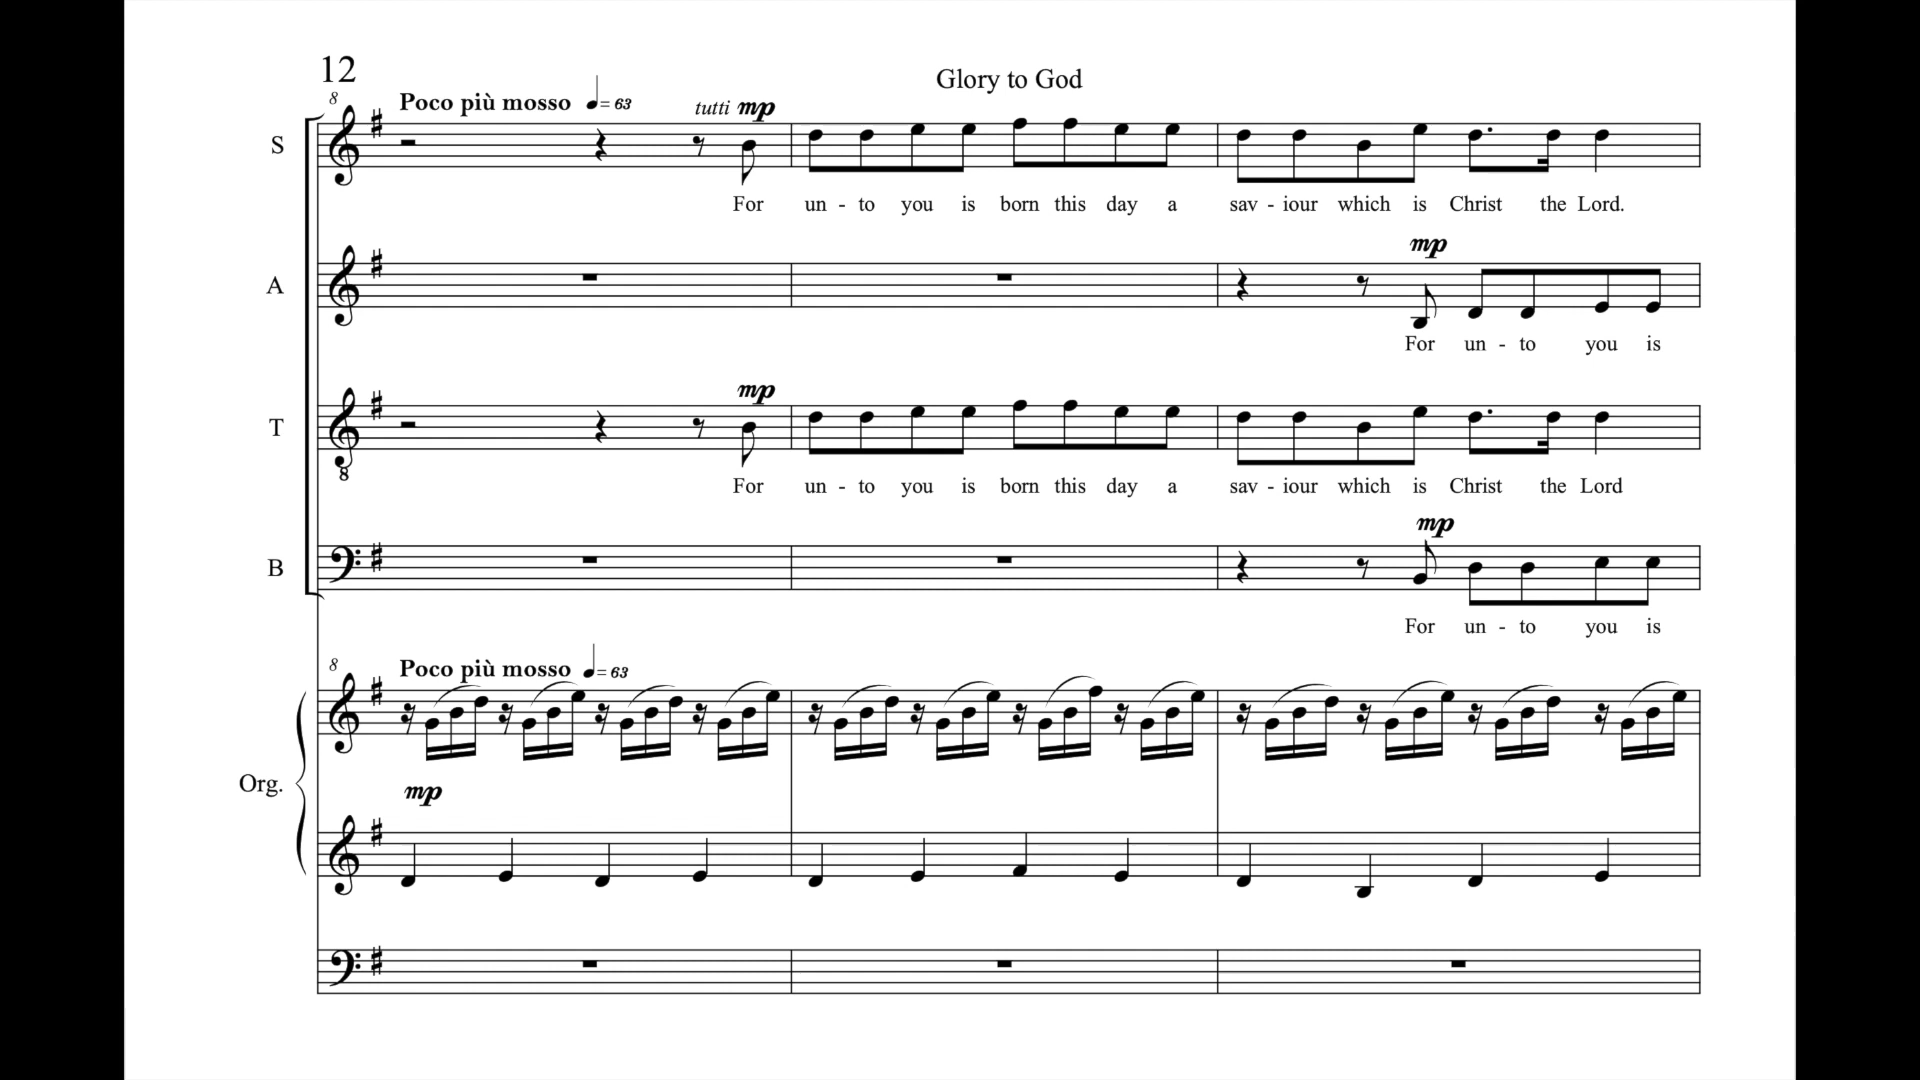 12
Glory to God
8
Poco più mosso ♩= 63
tutti mp
S
For un - to you is born this day a sav - iour which is Christ the Lord.
mp
A
For un - to you is
mp
T
8
For un - to you is born this day a sav - iour which is Christ the Lord
mp
B
For un - to you is
8
Poco più mosso ♩= 63
Org.
mp